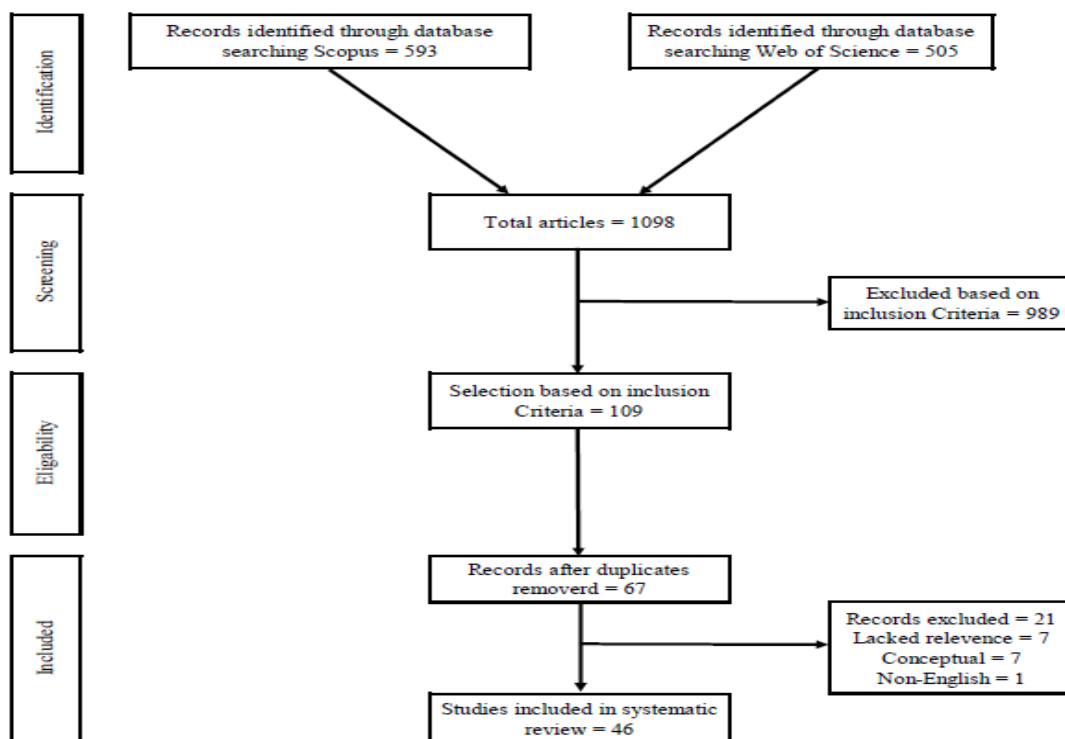 Identification
Records identified through database
searching Scopus = 593
Records identified through database
searching Web of Science = 505
Screening
Total articles = 1098
Excluded based on
inclusion Criteria = 989
Eligability
Selection based on inclusion
Criteria = 109
Included
Records after duplicates
removerd = 67
Records excluded = 21
Lacked relevence = 7
Conceptual = 7
Non-English = 1
Studies included in systematic
review = 46